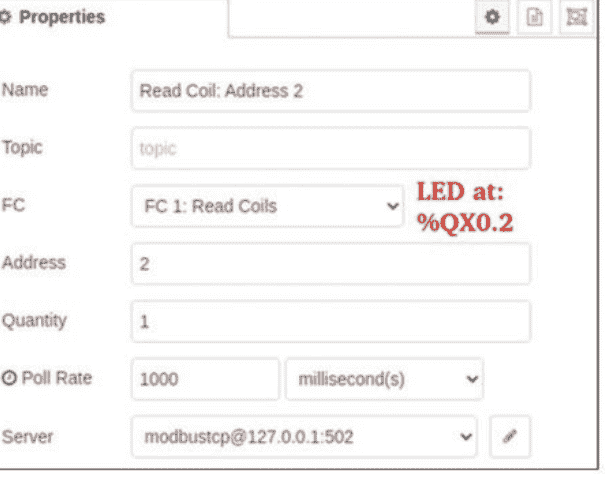 Properties
Name Read Coil: Address 2
Topic topic
FC FC 1: Read Coils
LED at:
%QX0.2
Address 2
Quantity 1
Poll Rate 1000 millisecond(s)
Server modbustcp@127.0.0.1:502